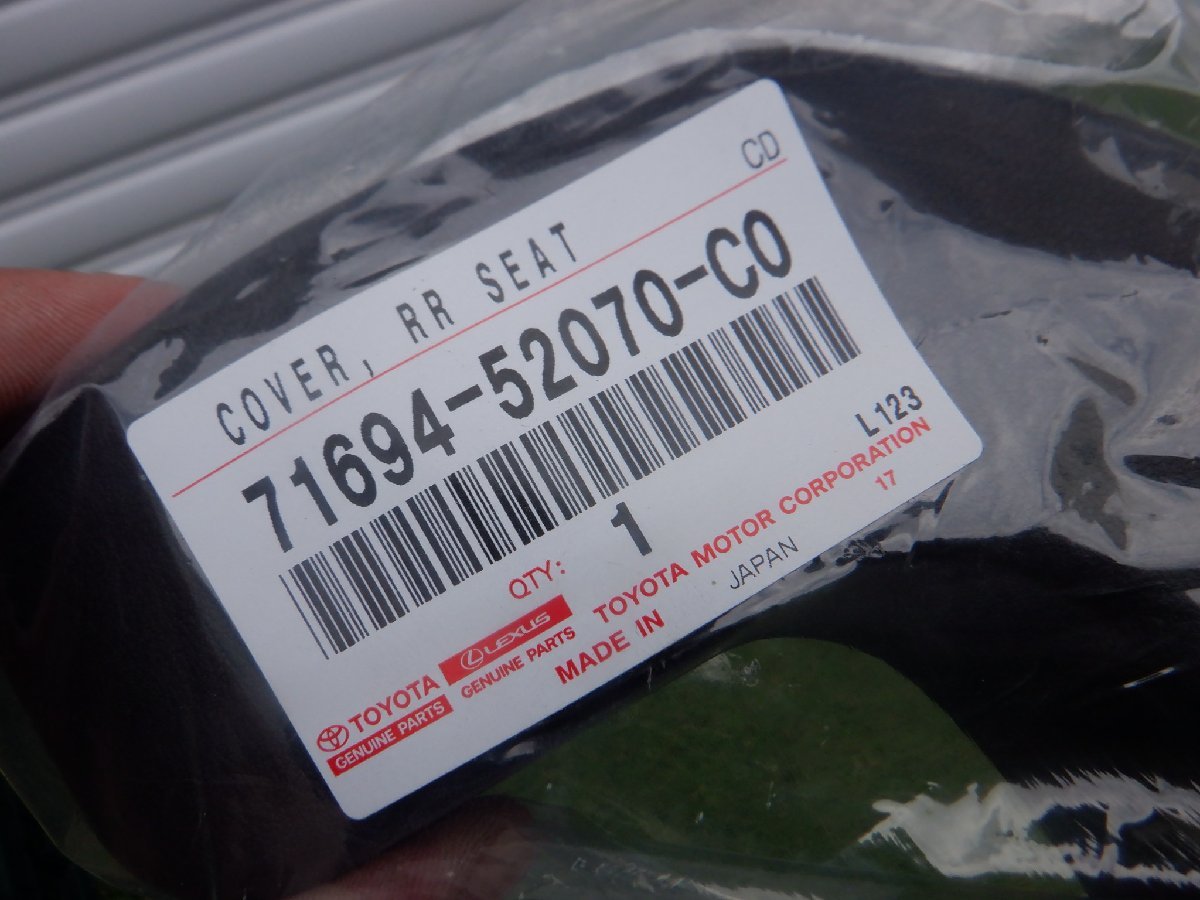 CD
COVER, RR SEAT
71694-52070-C0
QTY: 1
L123
TOYOTA MOTOR CORPORATION
17
MADE IN JAPAN
TOYOTA
GENUINE PARTS
LEXUS
GENUINE PARTS